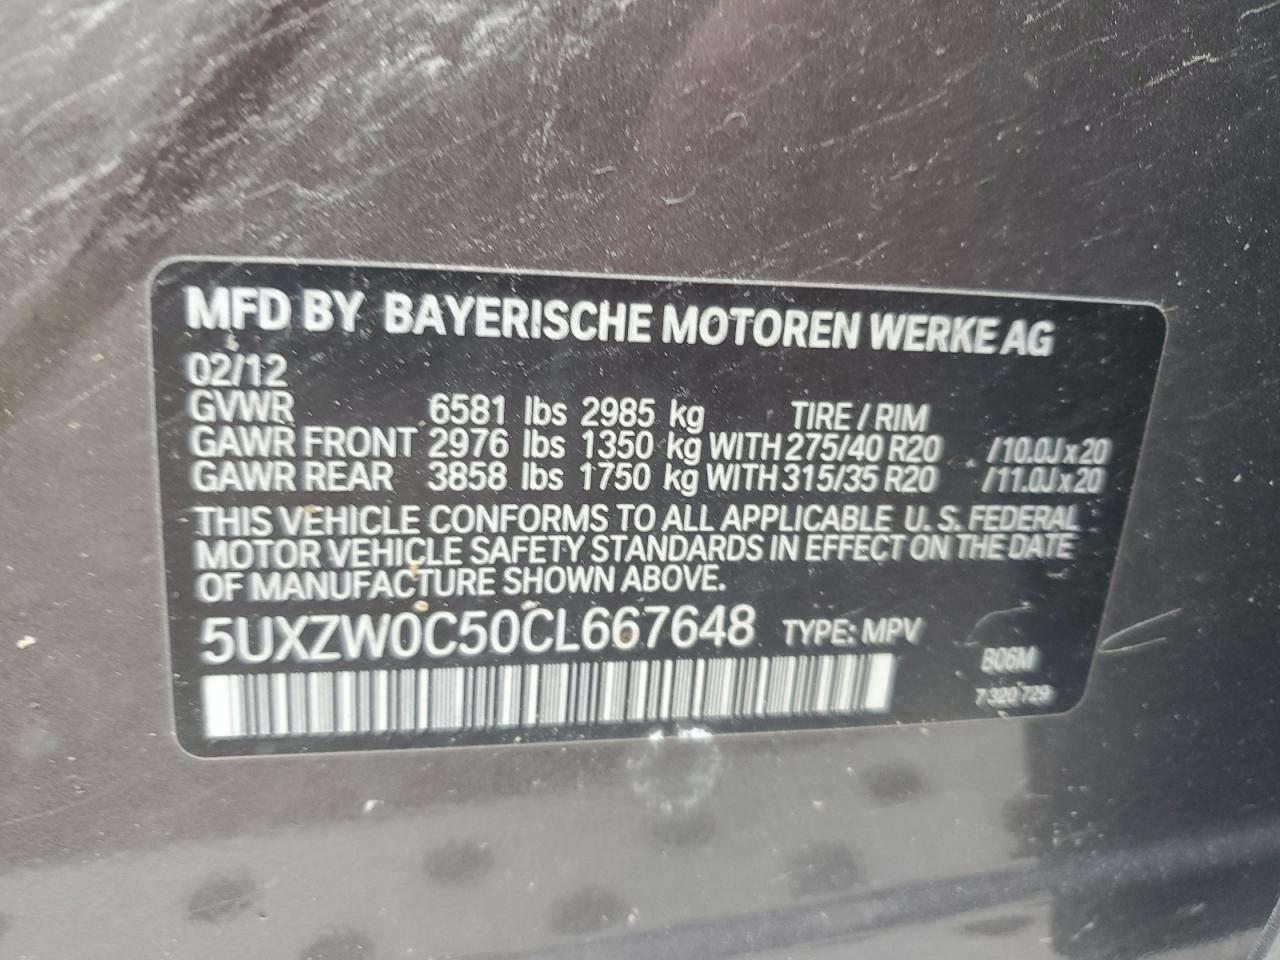 MFD BY BAYERISCHE MOTOREN WERKE AG
02/12
GVWR 6581 lbs 2985 kg TIRE / RIM
GAWR FRONT 2976 lbs 1350 kg WITH 275/40 R20 /10.0J x 20
GAWR REAR 3858 lbs 1750 kg WITH 315/35 R20 /11.0J x 20
THIS VEHICLE CONFORMS TO ALL APPLICABLE U. S. FEDERAL
MOTOR VEHICLE SAFETY STANDARDS IN EFFECT ON THE DATE
OF MANUFACTURE SHOWN ABOVE.
5UXZW0C50CL667648 TYPE: MPV
B06M
7 320 729